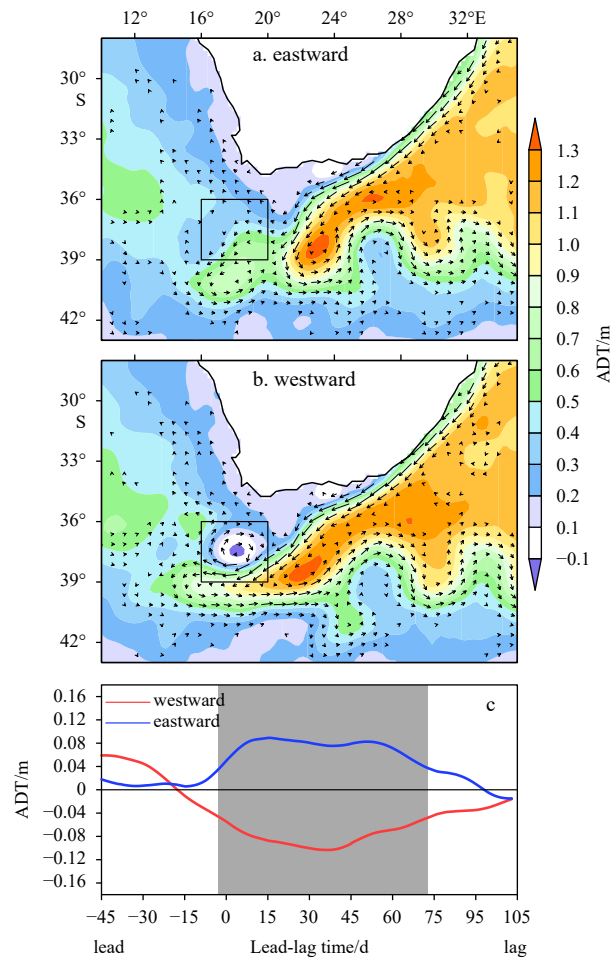 12° 16° 20° 24° 28° 32°E
a. eastward
30°
S
33°
36°
39°
42°
b. westward
30°
S
33°
36°
39°
42°
1.3
1.2
1.1
1.0
0.9
0.8
0.7
0.6
0.5
0.4
0.3
0.2
0.1
−0.1
ADT/m
0.16
0.12
0.08
0.04
0
−0.04
−0.08
−0.12
−0.16
ADT/m
westward
eastward
c
−45 −30 −15 0 15 30 45 60 75 90 105
lead Lead-lag time/d lag